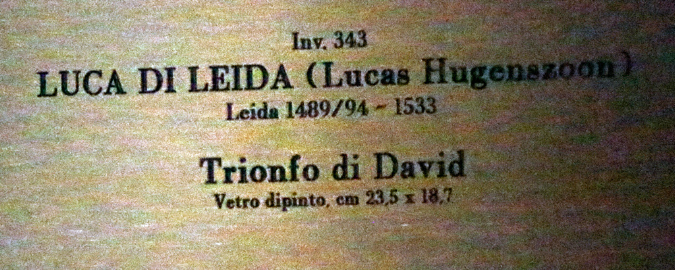 Inv. 343
LUCA DI LEIDA (Lucas Hugenszoon)
Leida 1489/94 - 1533
Trionfo di David
Vetro dipinto, cm 23,5 x 18,7